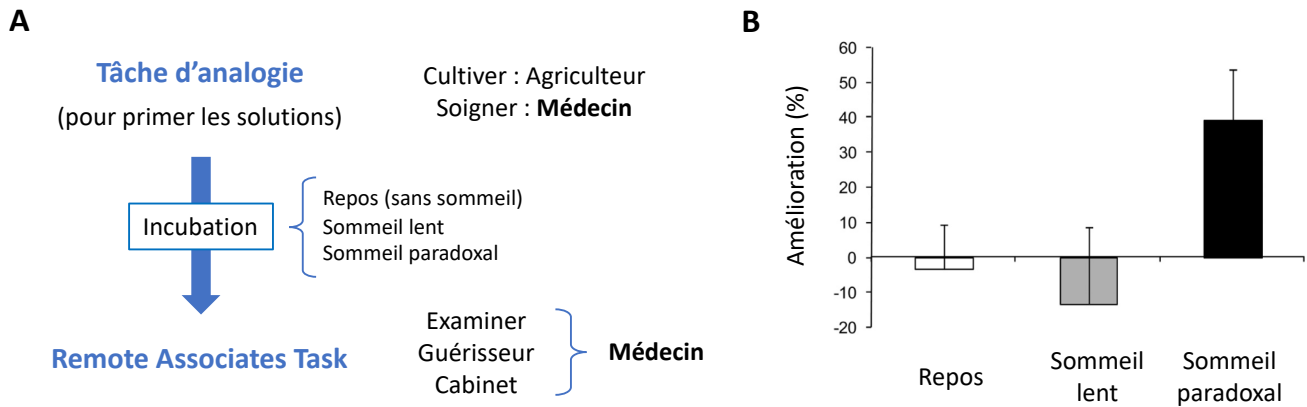 A
Tâche d'analogie
(pour primer les solutions)
Cultiver : Agriculteur
Soigner : Médecin
Incubation
Repos (sans sommeil)
Sommeil lent
Sommeil paradoxal
Remote Associates Task
Examiner
Guérisseur
Cabinet
Médecin
B
Amélioration (%)
60
50
40
30
20
10
0
-10
-20
Repos
Sommeil
lent
Sommeil
paradoxal